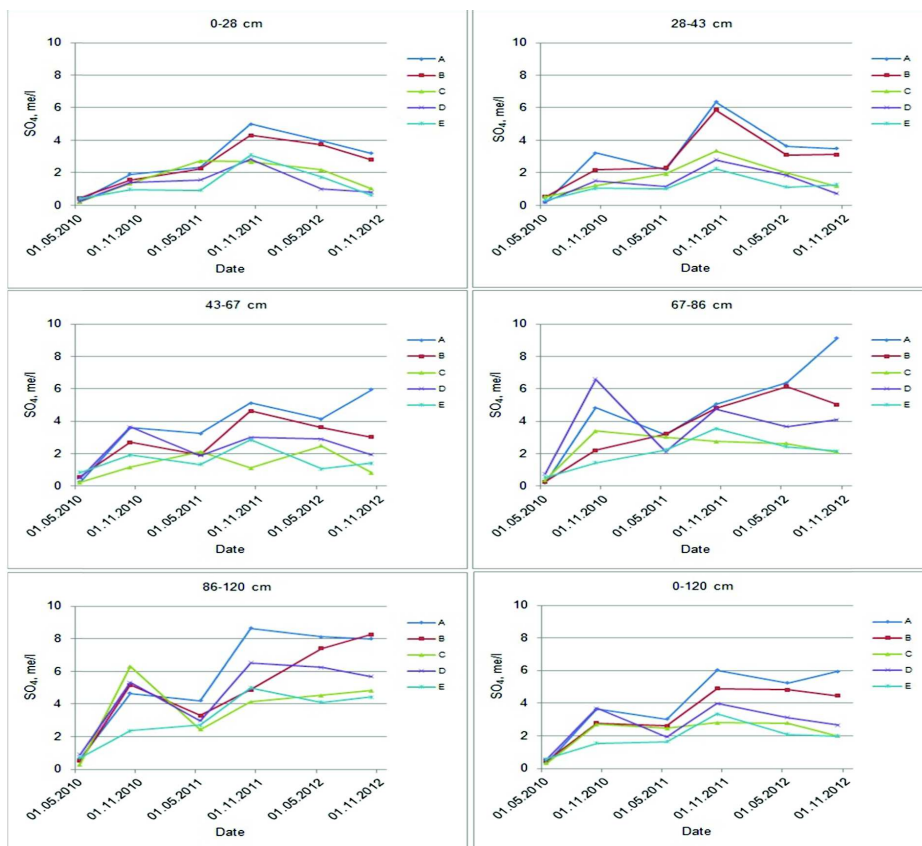 0-28 cm
SO4, me/l
10
8
6
4
2
0
A
B
C
D
E
01.05.2010
01.11.2010
01.05.2011
01.11.2011
01.05.2012
01.11.2012
Date
28-43 cm
SO4, me/l
10
8
6
4
2
0
A
B
C
D
E
01.05.2010
01.11.2010
01.05.2011
01.11.2011
01.05.2012
01.11.2012
Date
43-67 cm
SO4, me/l
10
8
6
4
2
0
A
B
C
D
E
01.05.2010
01.11.2010
01.05.2011
01.11.2011
01.05.2012
01.11.2012
Date
67-86 cm
SO4, me/l
10
8
6
4
2
0
A
B
C
D
E
01.05.2010
01.11.2010
01.05.2011
01.11.2011
01.05.2012
01.11.2012
Date
86-120 cm
SO4, me/l
10
8
6
4
2
0
A
B
C
D
E
01.05.2010
01.11.2010
01.05.2011
01.11.2011
01.05.2012
01.11.2012
Date
0-120 cm
SO4, me/l
10
8
6
4
2
0
A
B
C
D
E
01.05.2010
01.11.2010
01.05.2011
01.11.2011
01.05.2012
01.11.2012
Date